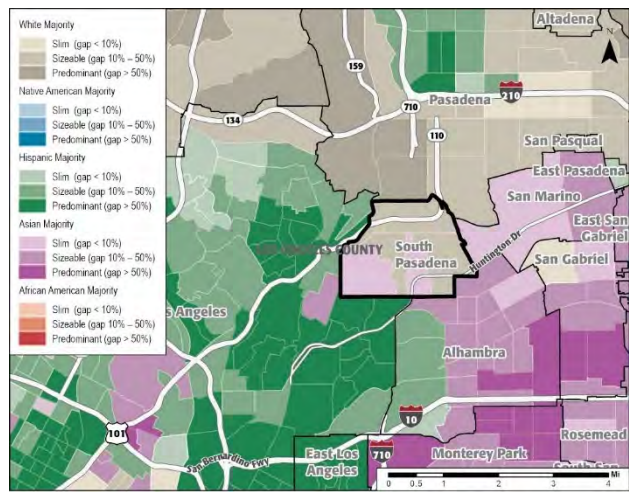 White Majority
Slim (gap < 10%)
Sizeable (gap 10% – 50%)
Predominant (gap > 50%)
Native American Majority
Slim (gap < 10%)
Sizeable (gap 10% – 50%)
Predominant (gap > 50%)
Hispanic Majority
Slim (gap < 10%)
Sizeable (gap 10% – 50%)
Predominant (gap > 50%)
Asian Majority
Slim (gap < 10%)
Sizeable (gap 10% – 50%)
Predominant (gap > 50%)
African American Majority
Slim (gap < 10%)
Sizeable (gap 10% – 50%)
Predominant (gap > 50%)
Altadena
N
159
710
Pasadena
210
134
110
San Pasqual
East Pasadena
San Marino
East San
Gabriel
COUNTY
South
Pasadena
Huntington Dr
San Gabriel
Angeles
Alhambra
101
10
San Bernardino Fwy
East Los
Angeles
710
Monterey Park
Rosemead
South San
0 0.5 1 2 3 4 Mi